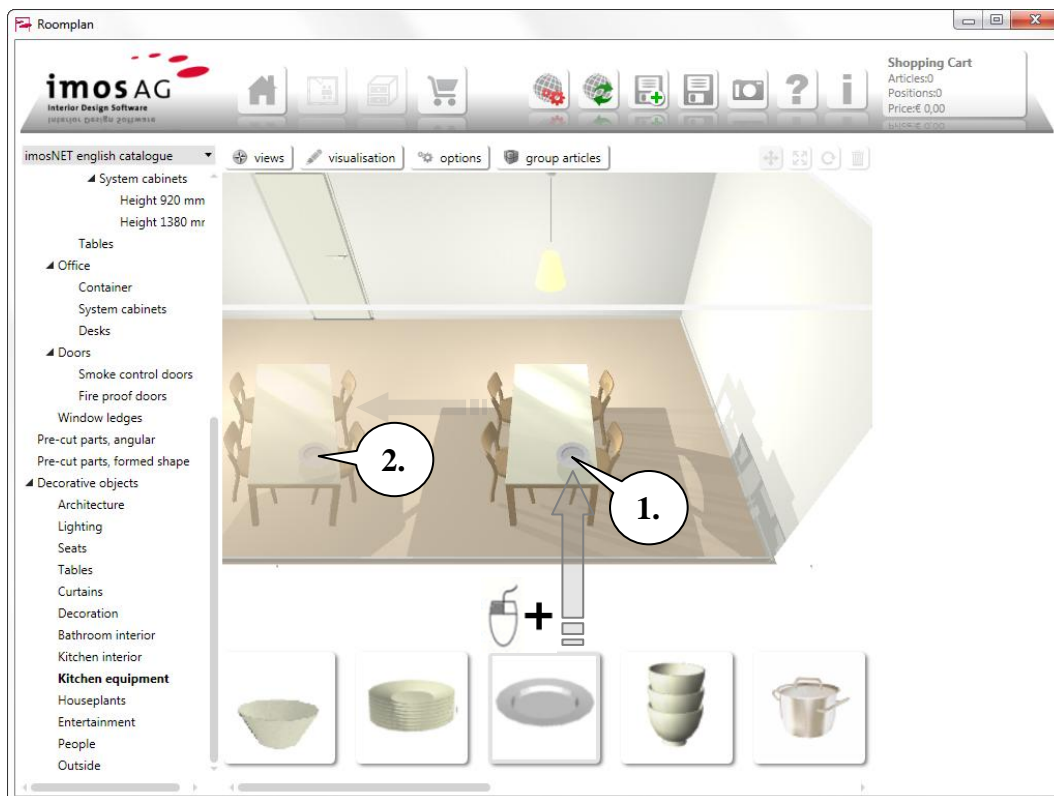 Roomplan
imos AG
Interior Design Software
Shopping Cart
Articles:0
Positions:0
Price:€ 0,00
imosNET english catalogue
views
visualisation
options
group articles
System cabinets
Height 920 mm
Height 1380 mr
Tables
Office
Container
System cabinets
Desks
Doors
Smoke control doors
Fire proof doors
Window ledges
Pre-cut parts, angular
Pre-cut parts, formed shape
Decorative objects
Architecture
Lighting
Seats
Tables
Curtains
Decoration
Bathroom interior
Kitchen interior
Kitchen equipment
Houseplants
Entertainment
People
Outside
2.
1.
+